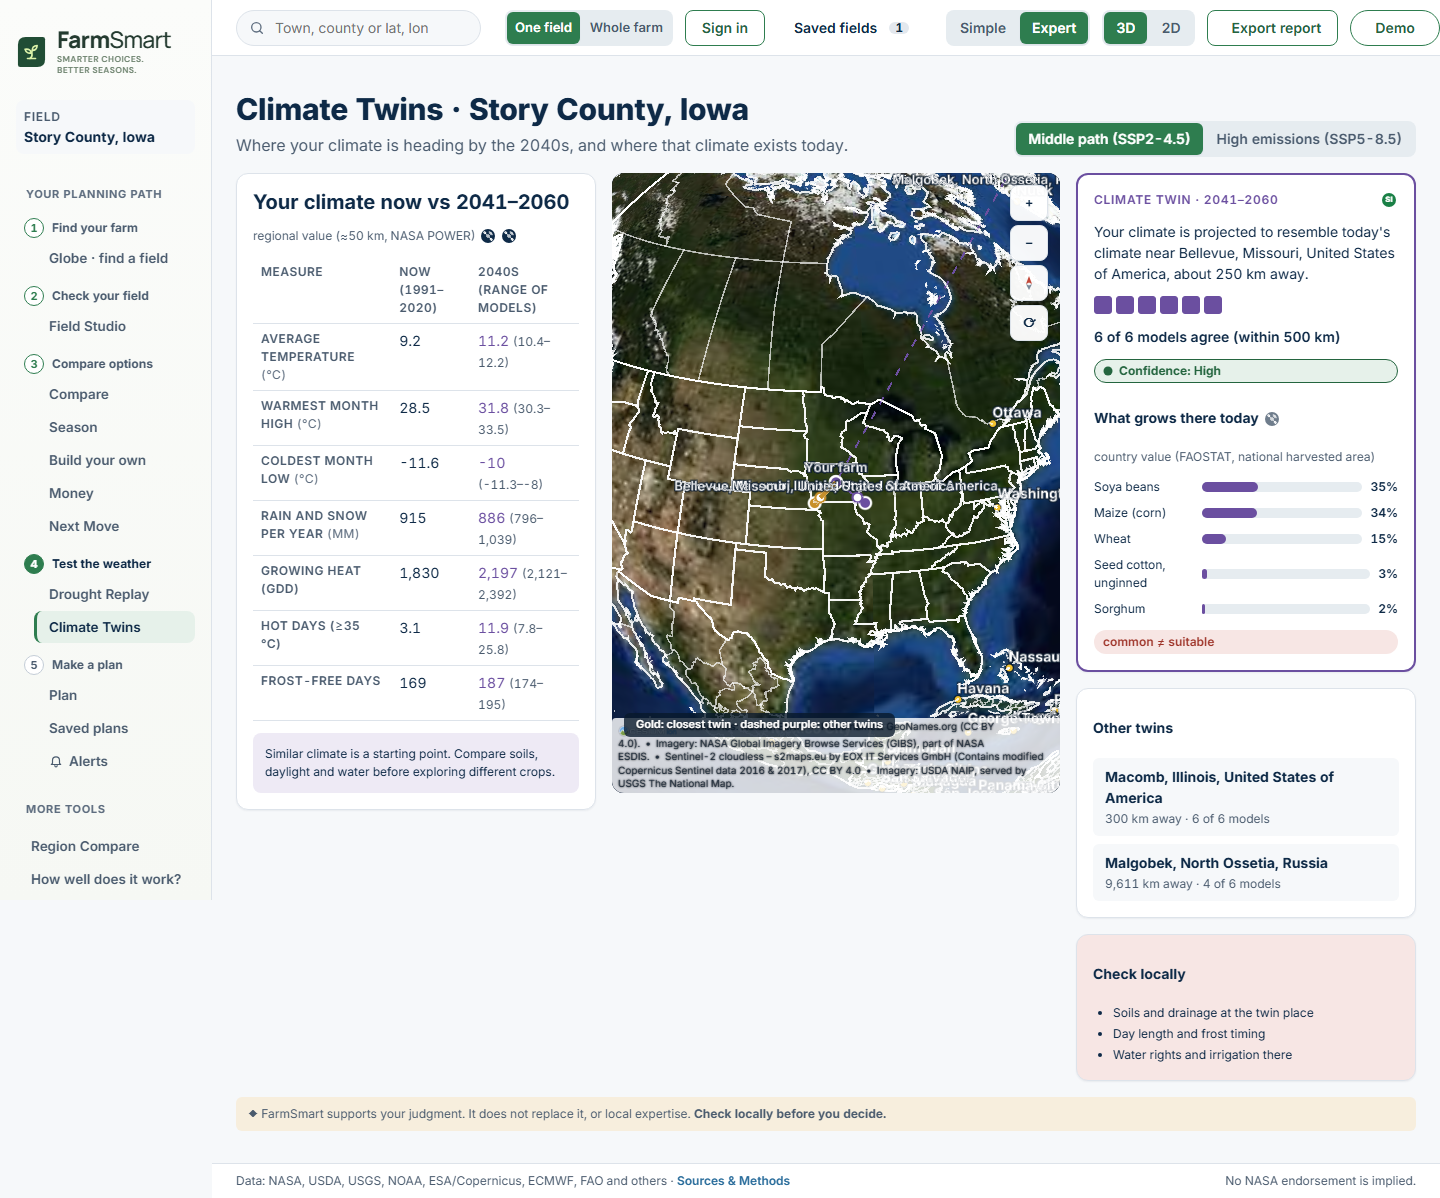 FarmSmart
SMARTER CHOICES.
BETTER SEASONS.
FIELD
Story County, Iowa
YOUR PLANNING PATH
1 Find your farm
Globe · find a field
2 Check your field
Field Studio
3 Compare options
Compare
Season
Build your own
Money
Next Move
4 Test the weather
Drought Replay
Climate Twins
5 Make a plan
Plan
Saved plans
Alerts
MORE TOOLS
Region Compare
How well does it work?
Town, county or lat, lon
One field Whole farm
Sign in
Saved fields 1
Simple Expert
3D 2D
Export report
Demo
Climate Twins · Story County, Iowa
Where your climate is heading by the 2040s, and where that climate exists today.
Middle path (SSP2-4.5) High emissions (SSP5-8.5)
Your climate now vs 2041–2060
regional value (≈50 km, NASA POWER)
MEASURE NOW (1991–2020) 2040S (RANGE OF MODELS)
AVERAGE TEMPERATURE (°C) 9.2 11.2 (10.4–12.2)
WARMEST MONTH HIGH (°C) 28.5 31.8 (30.3–33.5)
COLDEST MONTH LOW (°C) -11.6 -10 (-11.3–-8)
RAIN AND SNOW PER YEAR (MM) 915 886 (796–1,039)
GROWING HEAT (GDD) 1,830 2,197 (2,121–2,392)
HOT DAYS (≥35 °C) 3.1 11.9 (7.8–25.8)
FROST-FREE DAYS 169 187 (174–195)
Similar climate is a starting point. Compare soils,
daylight and water before exploring different crops.
Malgobek, North Ossetia,
+
−
Ottawa
Your farm
Bellevue, Missouri,
America
Washingt
Nassau
Havana
George Town
Panama
Gold: closest twin · dashed purple: other twins
GeoNames.org (CC BY
4.0). • Imagery: NASA Global Imagery Browse Services (GIBS), part of NASA
ESDIS. • Sentinel-2 cloudless – s2maps.eu by EOX IT Services GmbH (Contains modified
Copernicus Sentinel data 2016 & 2017), CC BY 4.0 • Imagery: USDA NAIP, served by
USGS The National Map.
CLIMATE TWIN · 2041–2060
SI
Your climate is projected to resemble today's
climate near Bellevue, Missouri, United States
of America, about 250 km away.
6 of 6 models agree (within 500 km)
Confidence: High
What grows there today
country value (FAOSTAT, national harvested area)
Soya beans 35%
Maize (corn) 34%
Wheat 15%
Seed cotton, unginned 3%
Sorghum 2%
common ≠ suitable
Other twins
Macomb, Illinois, United States of
America
300 km away · 6 of 6 models
Malgobek, North Ossetia, Russia
9,611 km away · 4 of 6 models
Check locally
• Soils and drainage at the twin place
• Day length and frost timing
• Water rights and irrigation there
FarmSmart supports your judgment. It does not replace it, or local expertise. Check locally before you decide.
Data: NASA, USDA, USGS, NOAA, ESA/Copernicus, ECMWF, FAO and others · Sources & Methods
No NASA endorsement is implied.